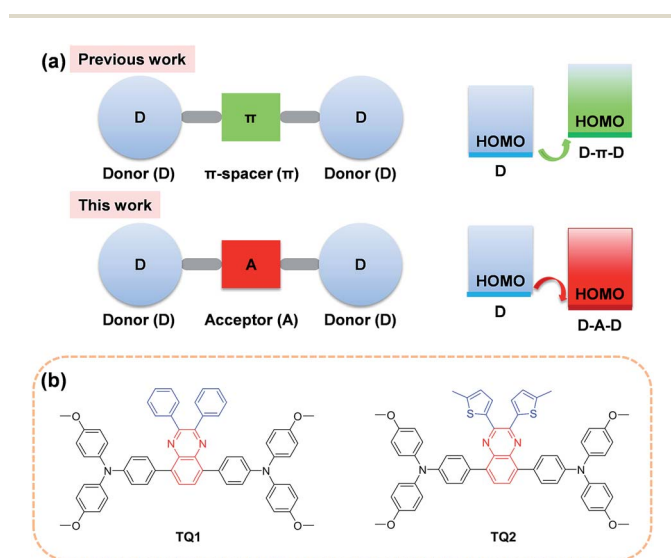 (a)
Previous work
D
π
D
HOMO
HOMO
Donor (D)
π-spacer (π)
Donor (D)
D
D-π-D
This work
D
A
D
HOMO
HOMO
Donor (D)
Acceptor (A)
Donor (D)
D
D-A-D
(b)
O
O
N
N
N
N
O
O
TQ1
S
S
O
O
N
N
N
N
O
O
TQ2